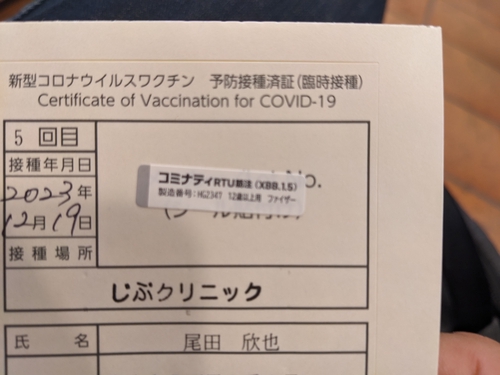 新型コロナウイルスワクチン 予防接種済証(臨時接種)
Certificate of Vaccination for COVID-19
5 回目
接種年月日
2023年
12月19日
No.
コミナティRTU筋注(XBB.1.5)
製造番号:HG2347 12歳以上用 ファイザー
接種場所
じぶクリニック
氏名 尾田 欣也